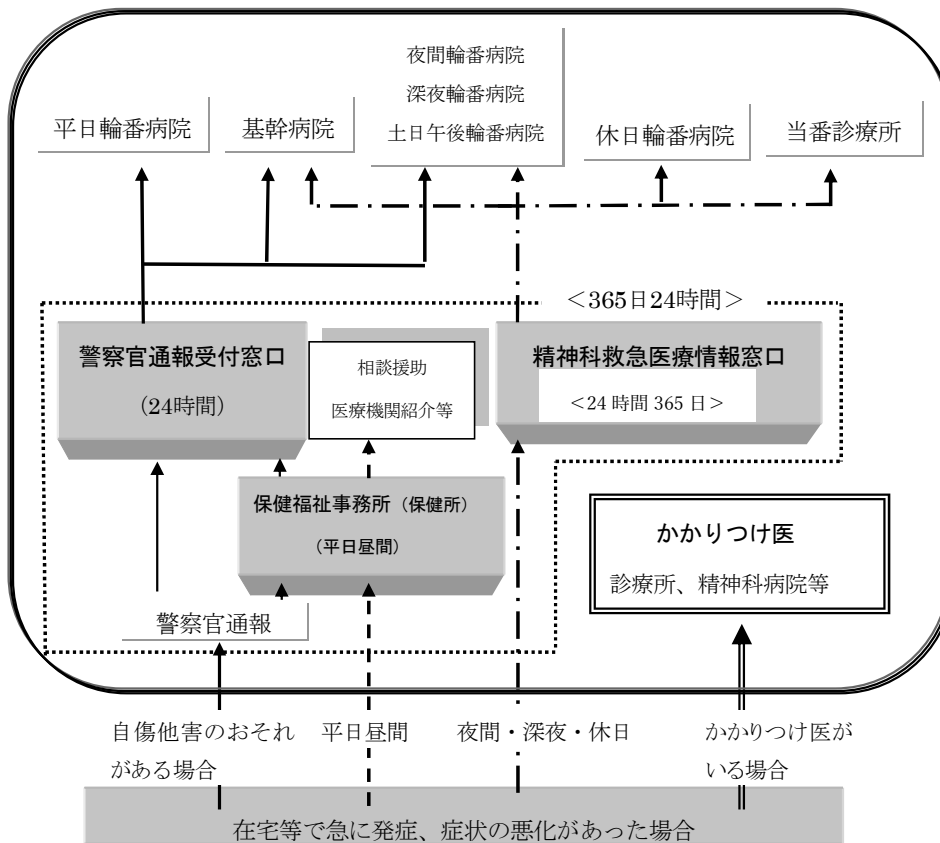 夜間輪番病院
深夜輪番病院
土日午後輪番病院
平日輪番病院
基幹病院
休日輪番病院
当番診療所
＜365日24時間＞
警察官通報受付窓口
(24時間)
相談援助
医療機関紹介等
精神科救急医療情報窓口
<24 時間 365 日>
保健福祉事務所（保健所）
(平日昼間)
かかりつけ医
診療所、精神科病院等
警察官通報
自傷他害のおそれ
がある場合
平日昼間
夜間・深夜・休日
かかりつけ医が
いる場合
在宅等で急に発症、症状の悪化があった場合